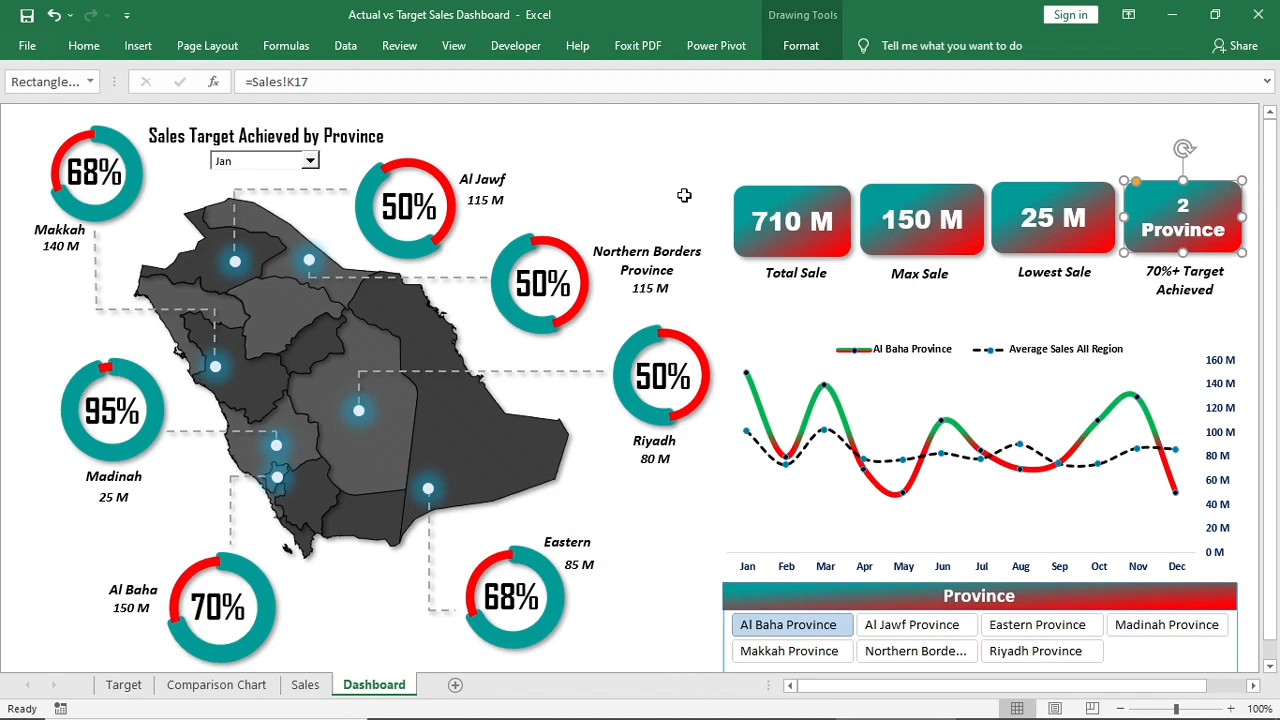 Actual vs Target Sales Dashboard - Excel
Drawing Tools
Sign in
File
Home
Insert
Page Layout
Formulas
Data
Review
View
Developer
Help
Foxit PDF
Power Pivot
Format
Tell me what you want to do
Share
Rectangle...
fx
=Sales!K17
Sales Target Achieved by Province
Jan
68%
Makkah
140 M
50%
Al Jawf
115 M
50%
Northern Borders
Province
115 M
50%
Riyadh
80 M
95%
Madinah
25 M
70%
Al Baha
150 M
68%
Eastern
85 M
710 M
Total Sale
150 M
Max Sale
25 M
Lowest Sale
2
Province
70%+ Target
Achieved
Al Baha Province
Average Sales All Region
160 M
140 M
120 M
100 M
80 M
60 M
40 M
20 M
0 M
Jan Feb Mar Apr May Jun Jul Aug Sep Oct Nov Dec
Province
Al Baha Province
Al Jawf Province
Eastern Province
Madinah Province
Makkah Province
Northern Borde...
Riyadh Province
Target
Comparison Chart
Sales
Dashboard
Ready
100%